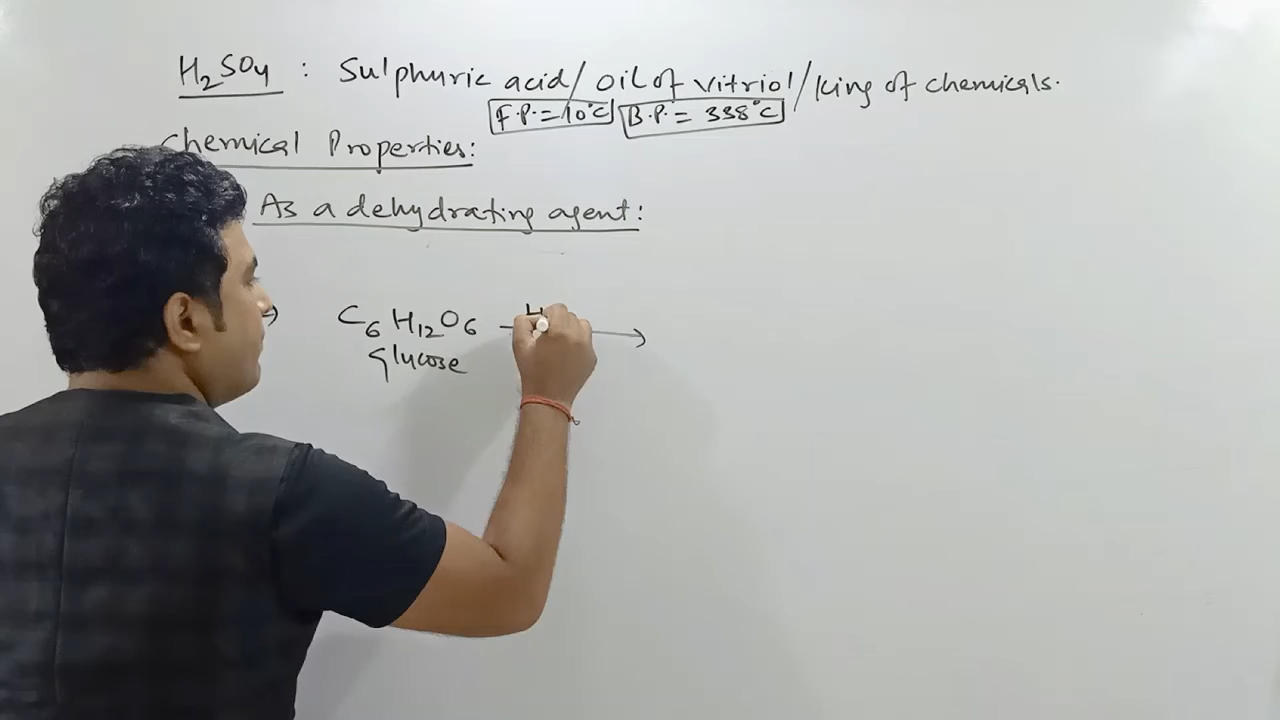 H₂SO₄ : Sulphuric acid/oil of vitriol/king of chemicals.
F.P.=10°C B.P.= 338°C
Chemical Properties:
As a dehydrating agent:
C₆H₁₂O₆ H
Glucose